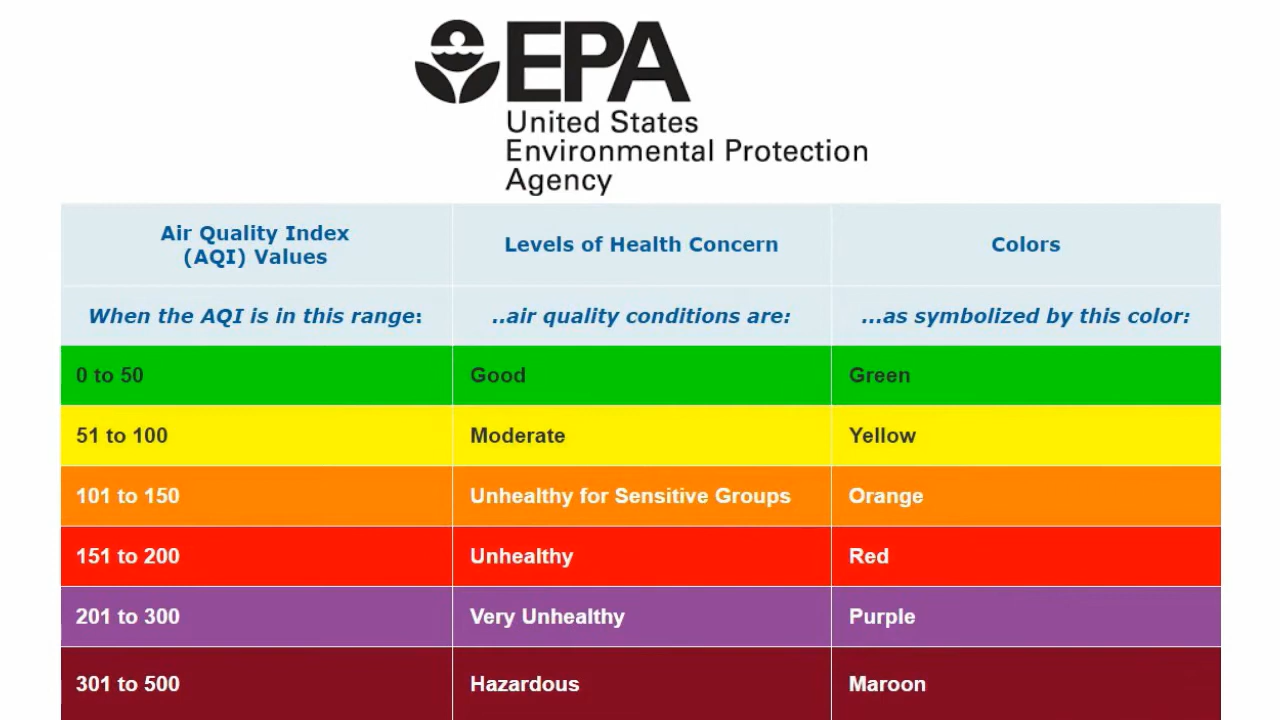 EPA
United States
Environmental Protection
Agency
Air Quality Index
(AQI) Values
Levels of Health Concern
Colors
When the AQI is in this range:
..air quality conditions are:
...as symbolized by this color:
0 to 50
Good
Green
51 to 100
Moderate
Yellow
101 to 150
Unhealthy for Sensitive Groups
Orange
151 to 200
Unhealthy
Red
201 to 300
Very Unhealthy
Purple
301 to 500
Hazardous
Maroon